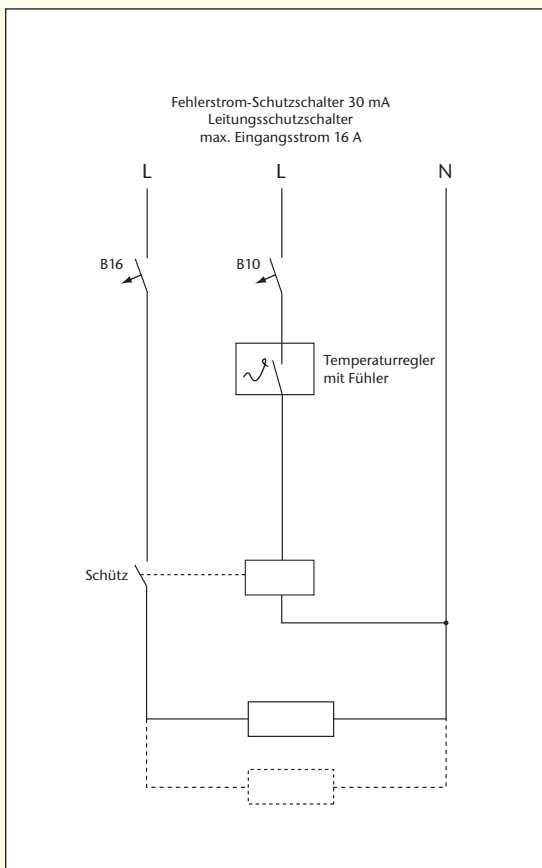 Fehlerstrom-Schutzschalter 30 mA
Leitungsschutzschalter
max. Eingangsstrom 16 A
L
L
N
B16
B10
Temperaturregler
mit Fühler
Schütz